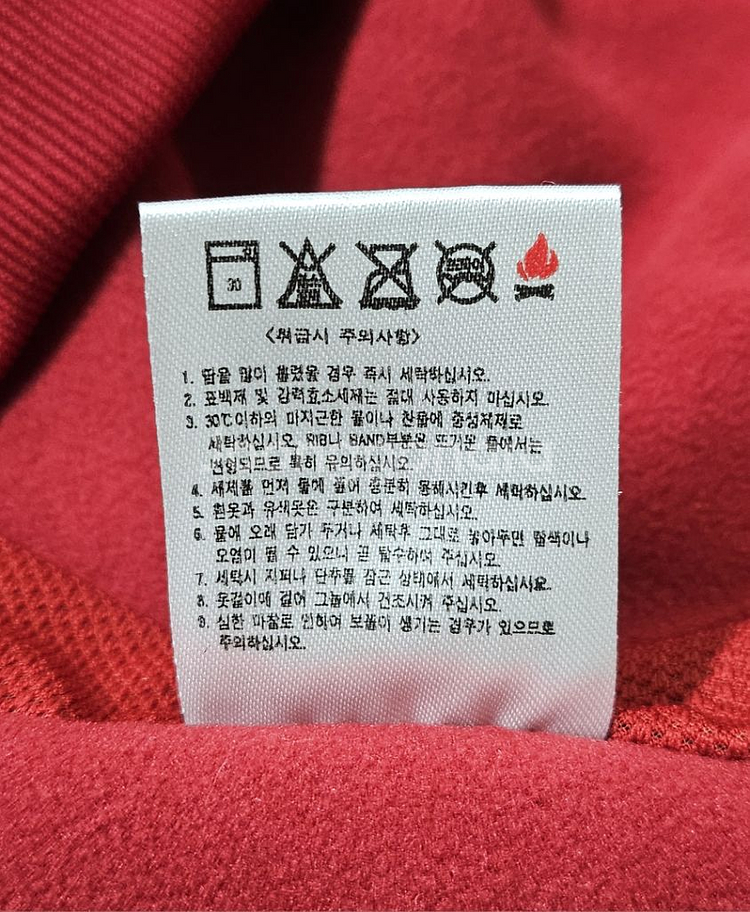 30
〈취급시 주의사항〉
1. 땀을 많이 흘렸을 경우 즉시 세탁하십시오.
2. 표백제 및 강력효소세제는 절대 사용하지 마십시오.
3. 30℃이하의 미지근한 물이나 찬물에 중성세제로
세탁하십시오. RIB나 BAND부분은 뜨거운 물에서는
변형되므로 특히 유의하십시오.
4. 세제를 먼저 물에 풀어 충분히 용해시킨후 세탁하십시오.
5. 흰옷과 유색옷은 구분하여 세탁하십시오.
6. 물에 오래 담가 두거나 세탁후 그대로 놓아두면 탈색이나
오염이 될 수 있으니 곧 탈수하여 주십시오.
7. 세탁시 지퍼나 단추를 잠근 상태에서 세탁하십시요.
8. 옷걸이에 걸어 그늘에서 건조시켜 주십시오.
9. 심한 마찰로 인하여 보풀이 생기는 경우가 있으므로
주의하십시오.